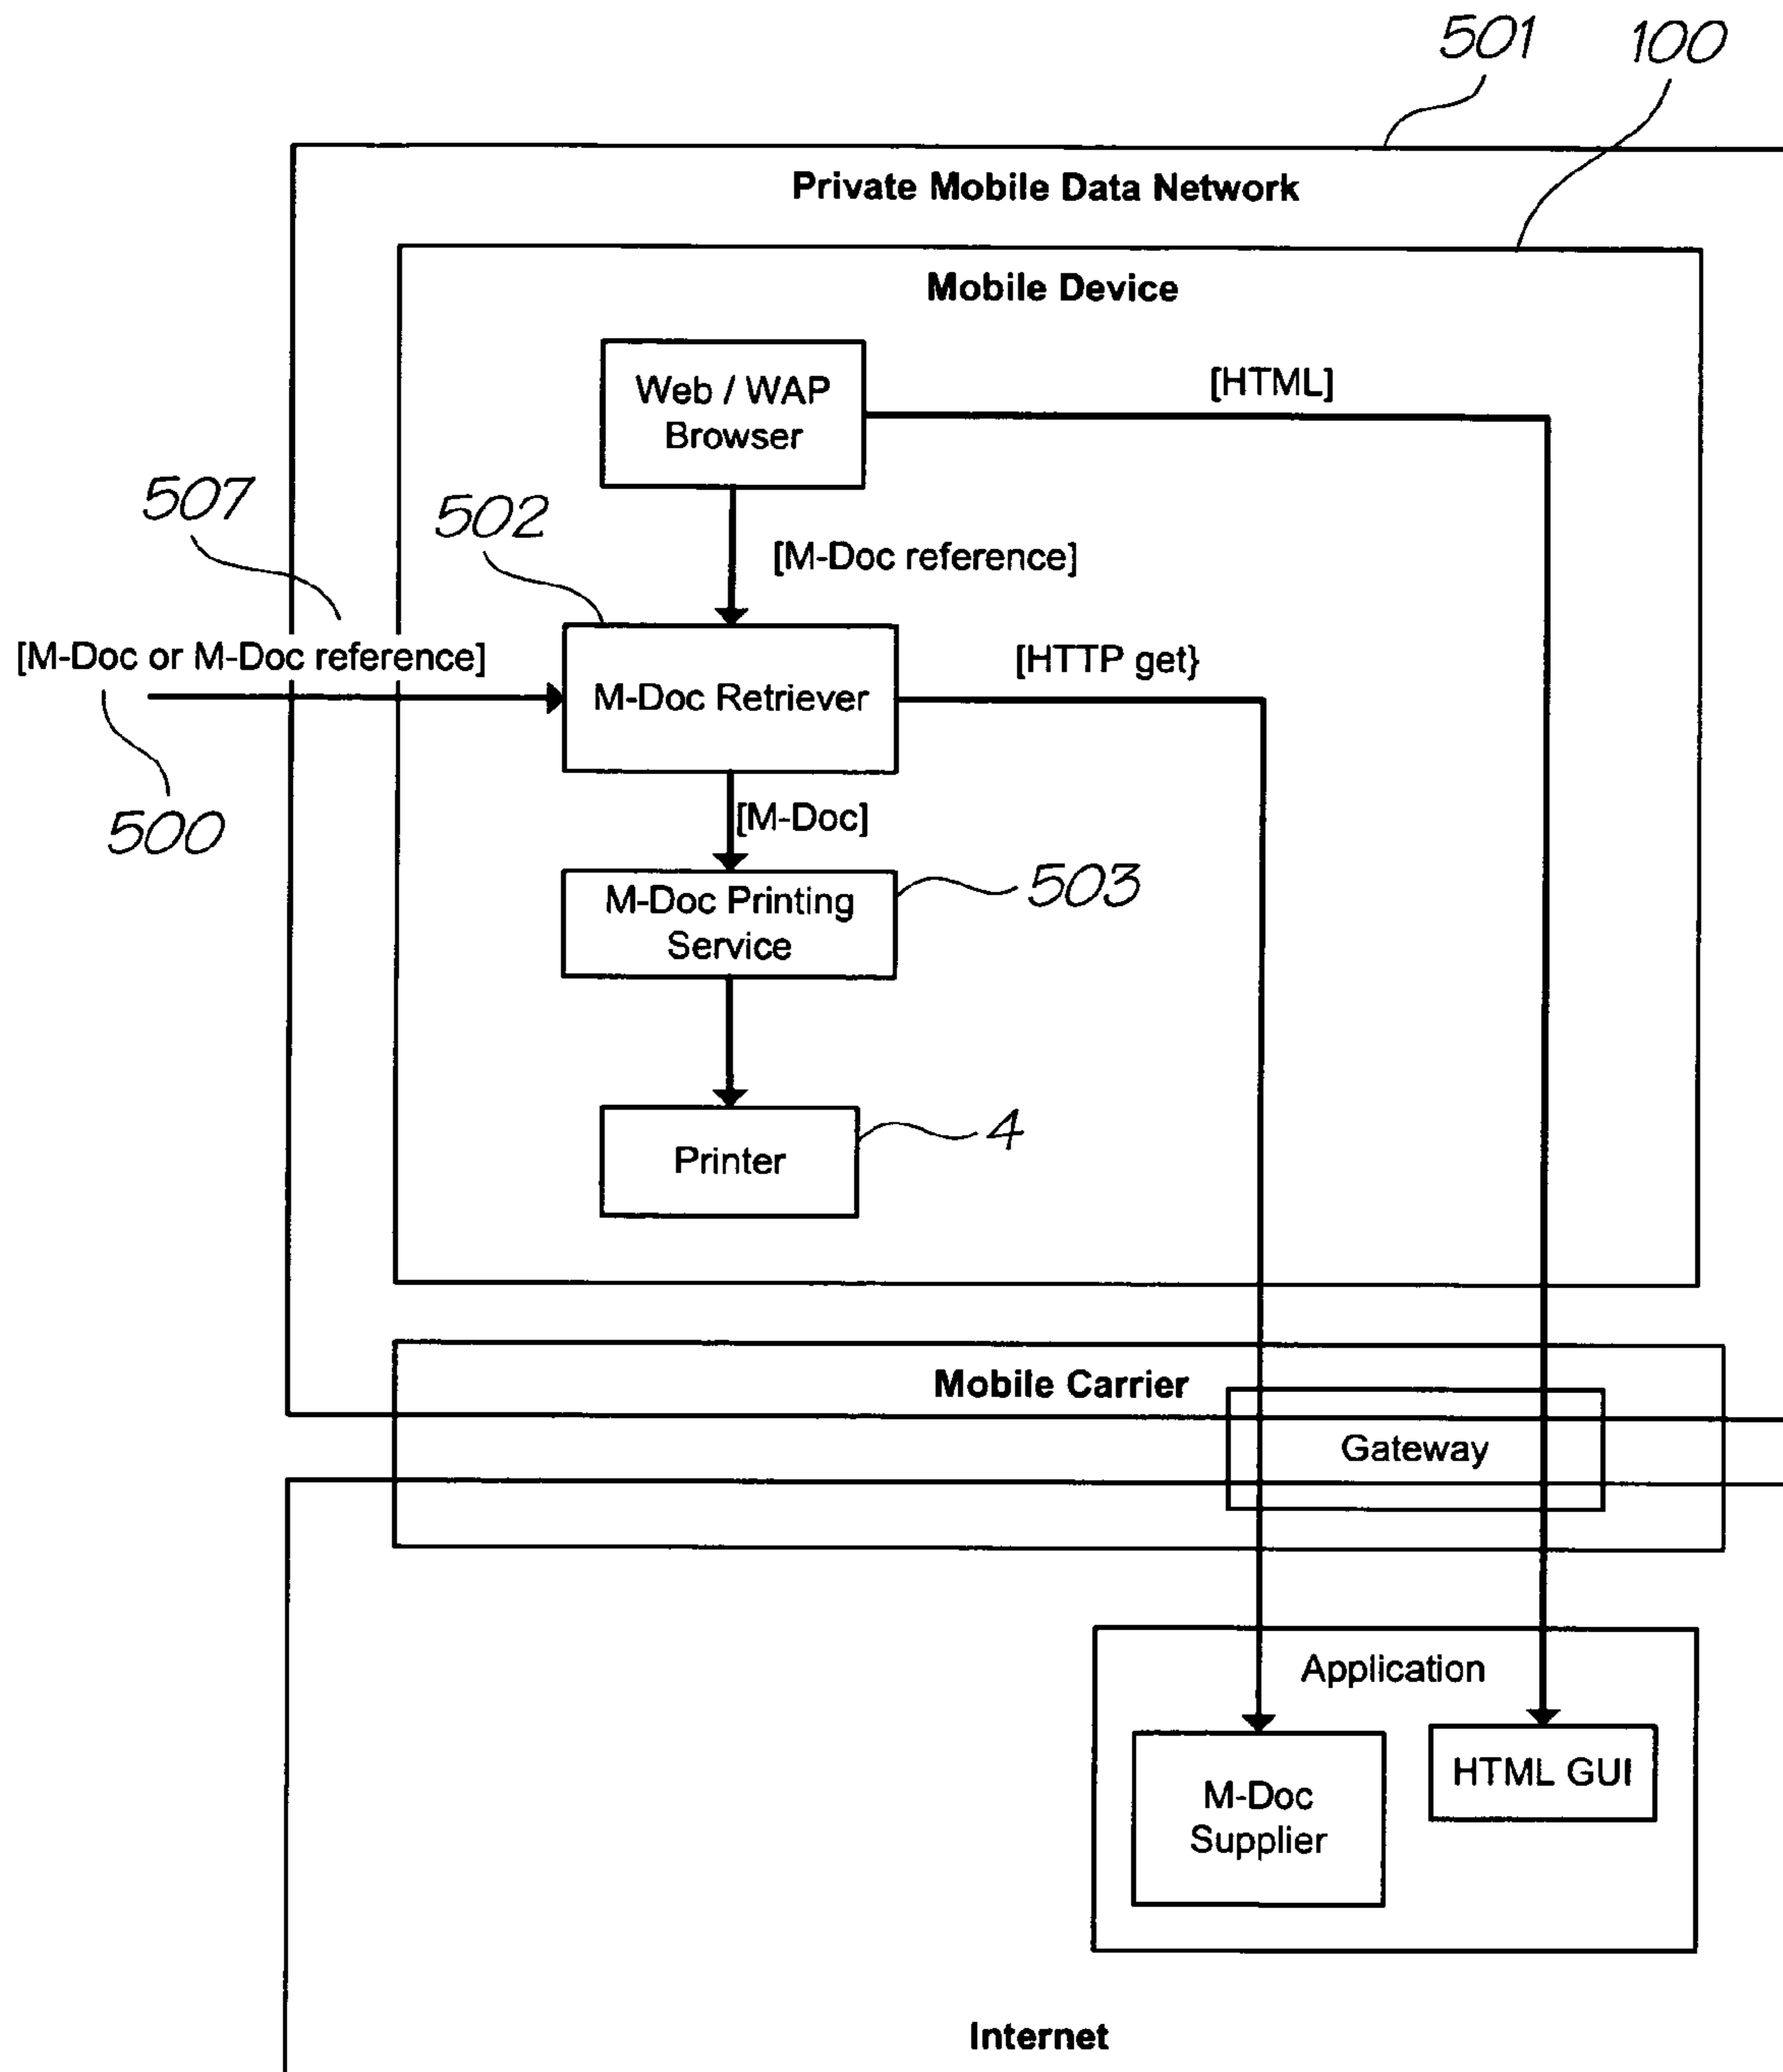 501
100
Private Mobile Data Network
Mobile Device
Web / WAP
Browser
[HTML]
507
502
[M-Doc reference]
[M-Doc or M-Doc reference]
M-Doc Retriever
[HTTP get}
500
[M-Doc]
M-Doc Printing
Service
503
Printer
4
Mobile Carrier
Gateway
Application
M-Doc
Supplier
HTML GUI
Internet